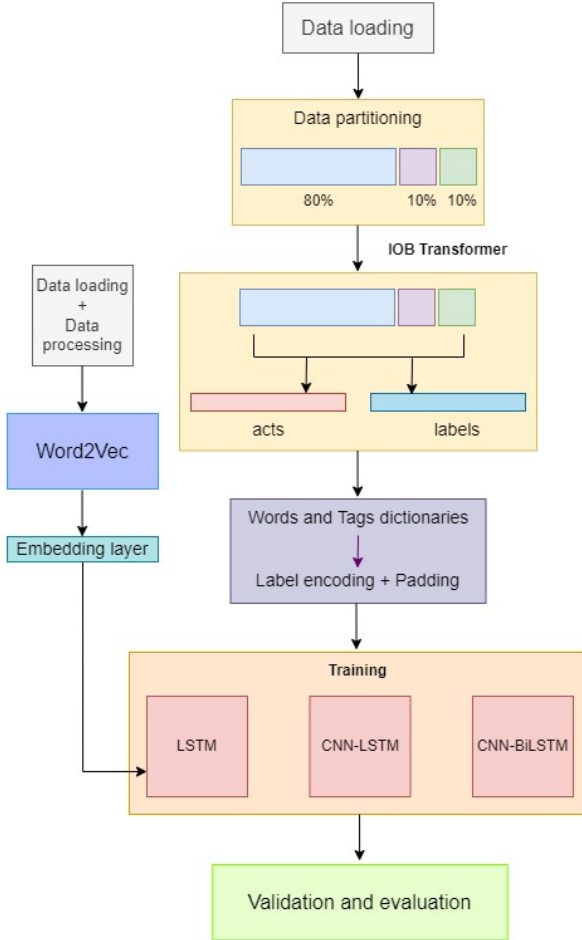 Data loading
Data partitioning
80%
10%
10%
IOB Transformer
Data loading
+
Data
processing
acts
labels
Word2Vec
Words and Tags dictionaries
Embedding layer
Label encoding + Padding
Training
LSTM
CNN-LSTM
CNN-BiLSTM
Validation and evaluation